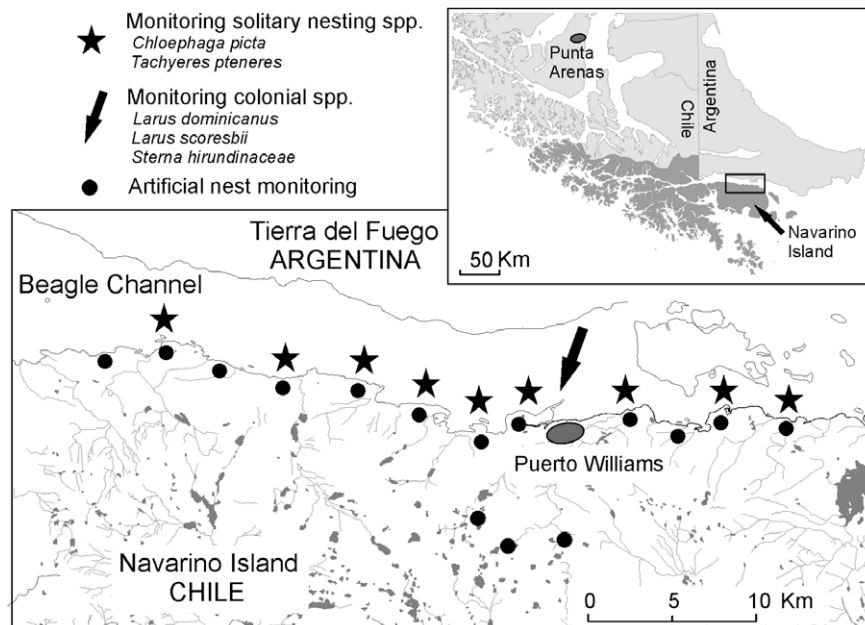 Monitoring solitary nesting spp.
Chloephaga picta
Tachyeres pteneres
Monitoring colonial spp.
Larus dominicanus
Larus scoresbii
Sterna hirundinaceae
Artificial nest monitoring
Punta
Arenas
Chile
Argentina
Navarino
Island
50 Km
Tierra del Fuego
ARGENTINA
Beagle Channel
Puerto Williams
Navarino Island
CHILE
0 5 10 Km